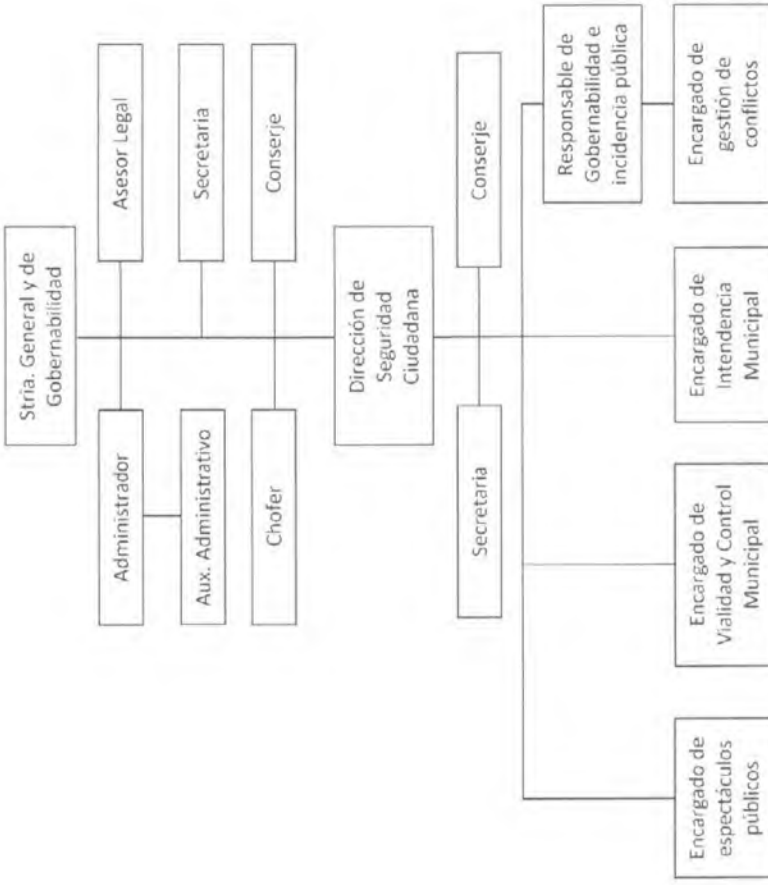 Stria. General y de
Gobernabilidad
Administrador
Asesor Legal
Aux. Administrativo
Secretaria
Chofer
Conserje
Dirección de
Seguridad
Ciudadana
Secretaria
Conserje
Responsable de
Gobernabilidad e
incidencia pública
Encargado de
espectáculos
públicos
Encargado de
Vialidad y Control
Municipal
Encargado de
Intendencia
Municipal
Encargado de
gestión de
conflictos